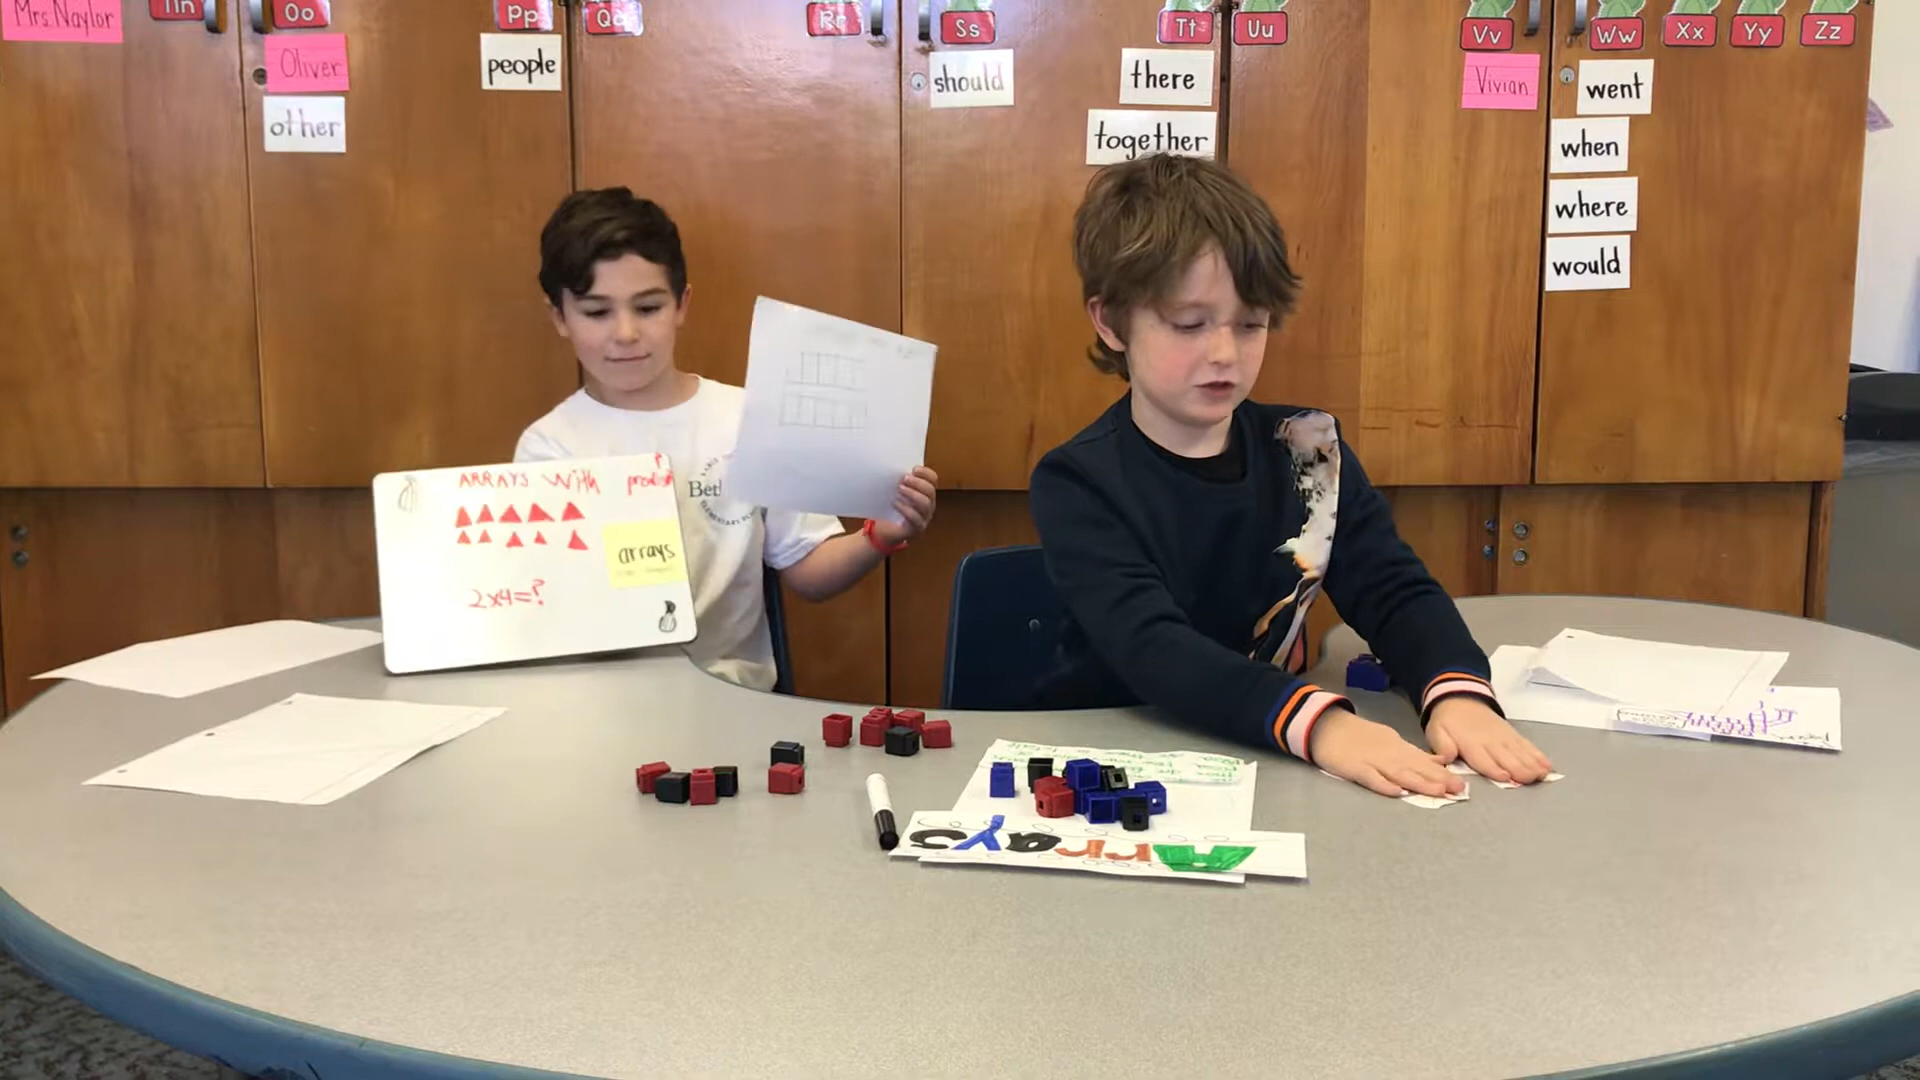 Mrs. Naylor
Nn
Oo
Pp
Qq
Rr
Ss
Tt
Uu
Vv
Ww
Xx
Yy
Zz
Oliver
other
people
should
there
together
Vivian
went
when
where
would
ARRAYS With
arrays
2x4=?
Arrays